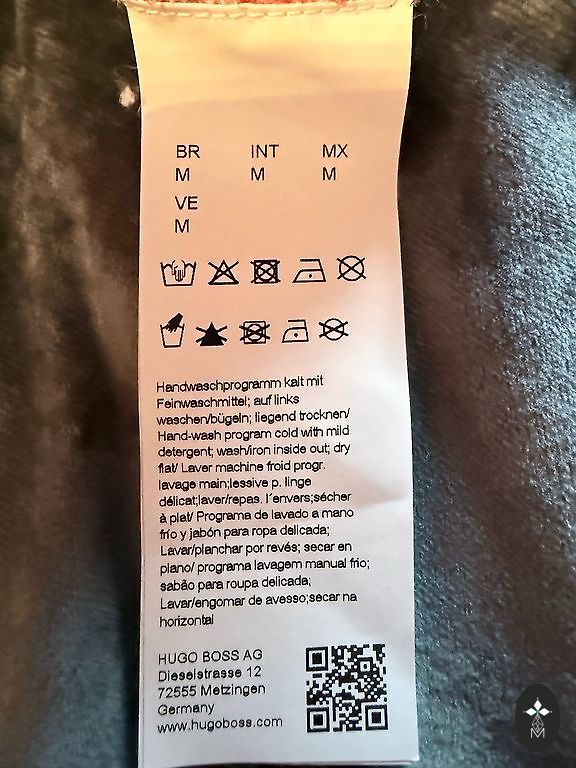 BR INT MX
M M M
VE
M
Handwaschprogramm kalt mit
Feinwaschmittel; auf links
waschen/bügeln; liegend trocknen/
Hand-wash program cold with mild
detergent; wash/iron inside out; dry
flat/ Laver machine froid progr.
lavage main;lessive p. linge
délicat;laver/repas. l´envers;sécher
à plat/ Programa de lavado a mano
frío y jabón para ropa delicada;
Lavar/planchar por revés; secar en
plano/ programa lavagem manual frio;
sabão para roupa delicada;
Lavar/engomar de avesso;secar na
horizontal
HUGO BOSS AG
Dieselstrasse 12
72555 Metzingen
Germany
www.hugoboss.com
M